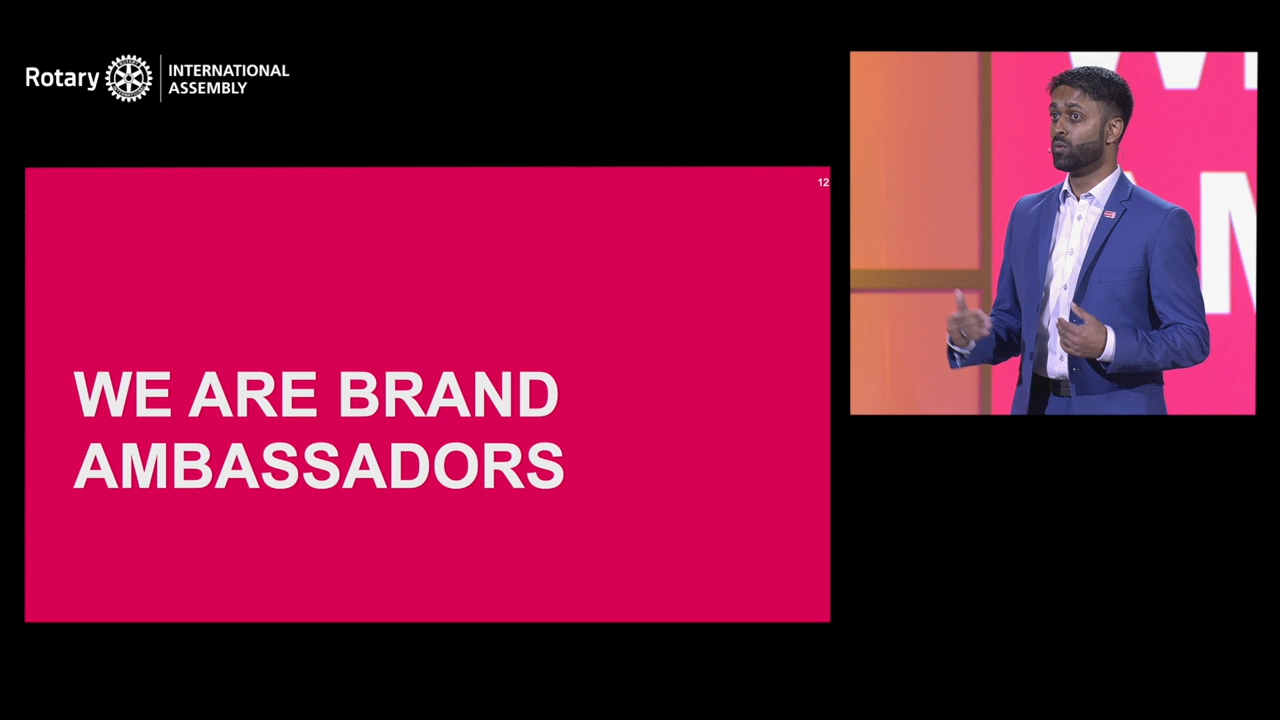 Rotary
INTERNATIONAL
ASSEMBLY
12
WE ARE BRAND
AMBASSADORS